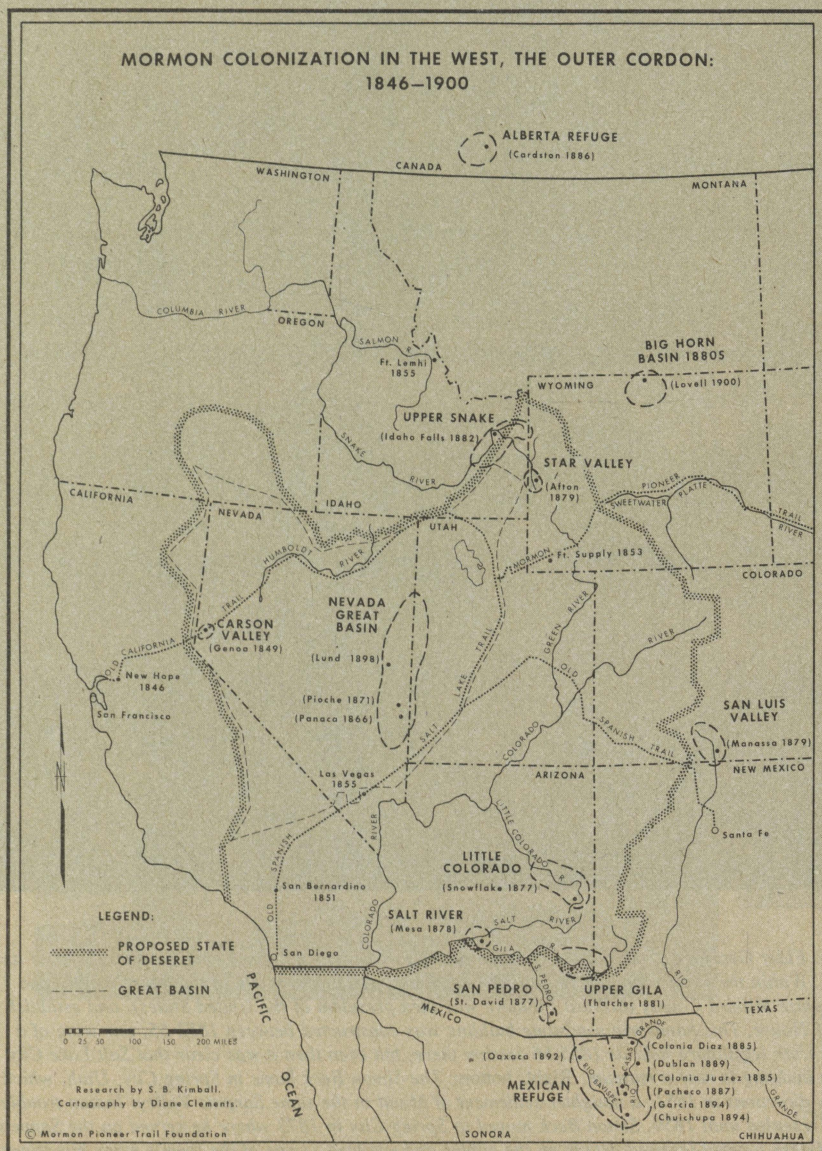 MORMON COLONIZATION IN THE WEST, THE OUTER CORDON:
1846–1900
ALBERTA REFUGE
(Cardston 1886)
CANADA
WASHINGTON
MONTANA
COLUMBIA RIVER
OREGON
SALMON R.
Ft. Lemhi
1855
BIG HORN
BASIN 1880S
(Lovell 1900)
WYOMING
UPPER SNAKE
(Idaho Falls 1882)
SNAKE RIVER
STAR VALLEY
(Afton
1879)
PIONEER TRAIL
SWEETWATER
PLATTE RIVER
CALIFORNIA
NEVADA
IDAHO
UTAH
MORMON
Ft. Supply 1853
COLORADO
HUMBOLDT RIVER
NEVADA
GREAT
BASIN
(Lund 1898)
(Pioche 1871)
(Panaca 1866)
CARSON
VALLEY
(Genoa 1849)
OLD CALIFORNIA TRAIL
New Hope
1846
San Francisco
GREEN RIVER
COLORADO RIVER
SALT LAKE TRAIL
OLD SPANISH TRAIL
SAN LUIS
VALLEY
(Manassa 1879)
NEW MEXICO
ARIZONA
Las Vegas
1855
Santa Fe
N
LITTLE COLORADO R.
LITTLE
COLORADO
(Snowflake 1877)
OLD SPANISH
San Bernardino
1851
COLORADO RIVER
SALT RIVER
(Mesa 1878)
SALT RIVER
GILA R.
San Diego
LEGEND:
PROPOSED STATE
OF DESERET
GREAT BASIN
0 25 50 100 150 200 MILES
PACIFIC OCEAN
SAN PEDRO
(St. David 1877)
S. PEDRO
UPPER GILA
(Thatcher 1881)
MEXICO
TEXAS
RIO GRANDE
(Oaxaca 1892)
MEXICAN
REFUGE
RIO BAVISPE
(Colonia Diaz 1885)
(Dublan 1889)
(Colonia Juarez 1885)
(Pacheco 1887)
(Garcia 1894)
(Chuichupa 1894)
Research by S. B. Kimball.
Cartography by Diane Clements.
© Mormon Pioneer Trail Foundation
SONORA
CHIHUAHUA